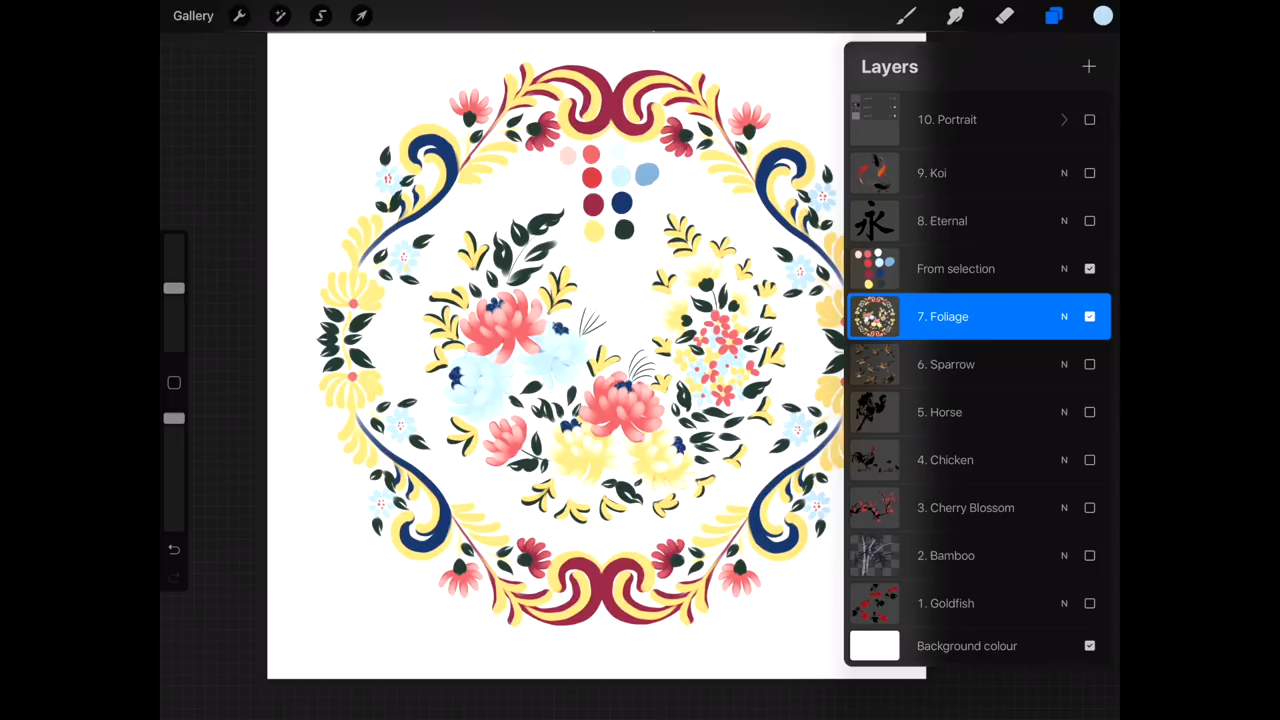 Gallery
Layers
10. Portrait
9. Koi N
8. Eternal N
永
From selection N
7. Foliage N
6. Sparrow N
5. Horse N
4. Chicken N
3. Cherry Blossom N
2. Bamboo N
1. Goldfish N
Background colour